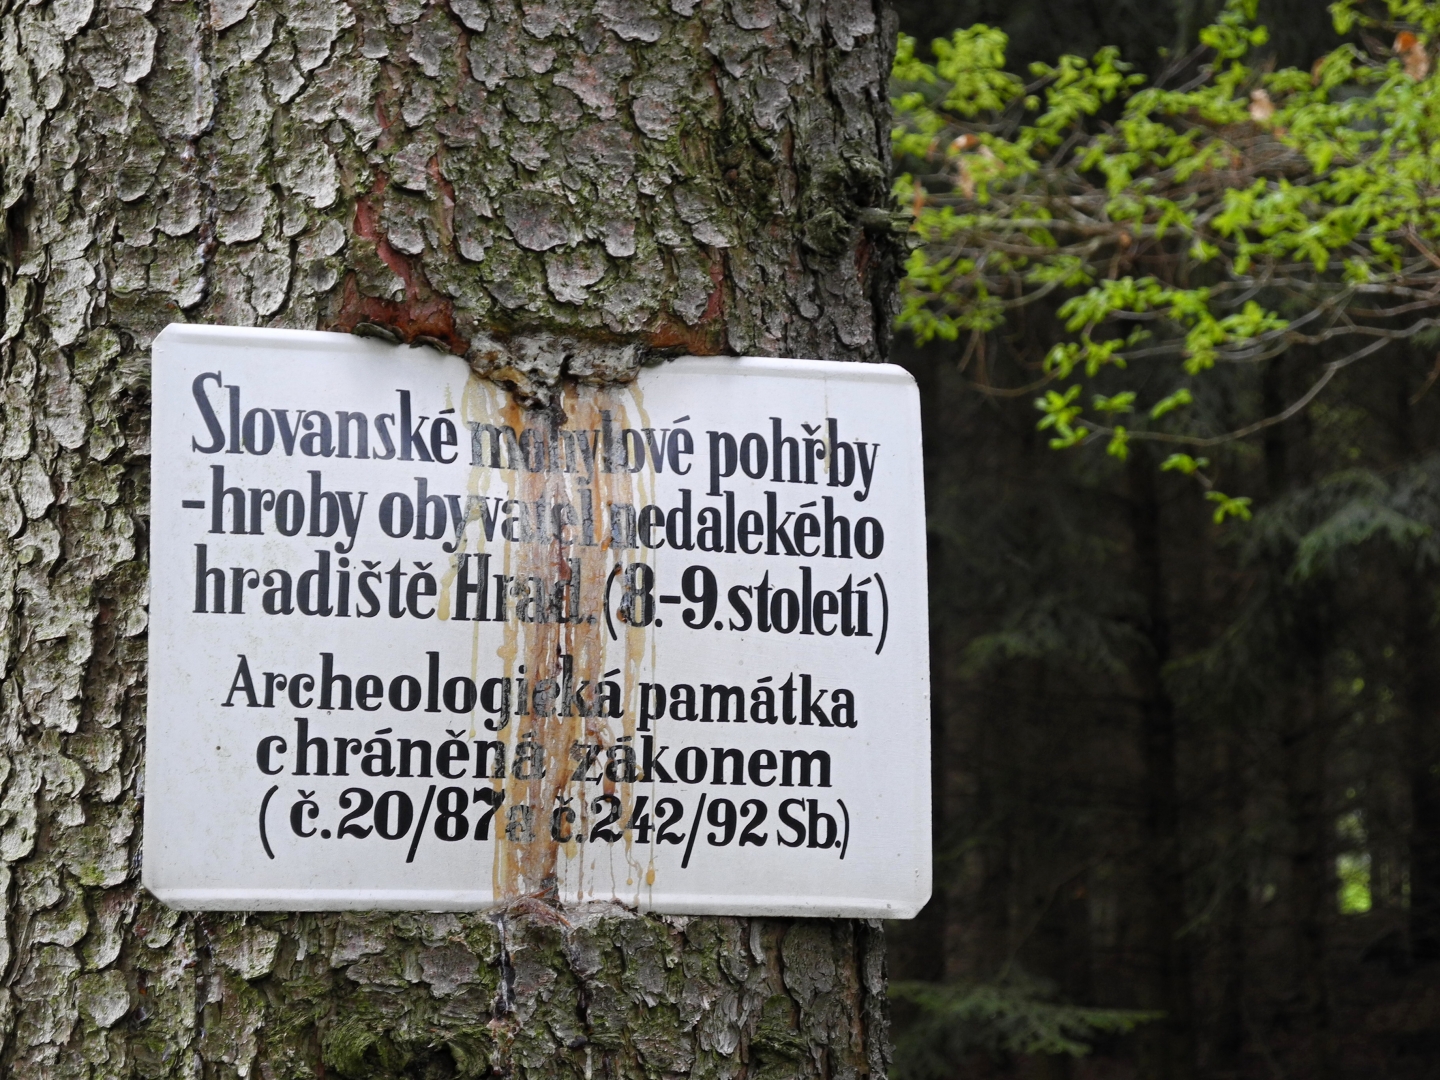 Slovanské mohylové pohřby
-hroby obyvatel nedalekého
hradiště Hrad. (8.-9. století)
Archeologická památka
chráněná zákonem
(č.20/87a č.242/92 Sb.)